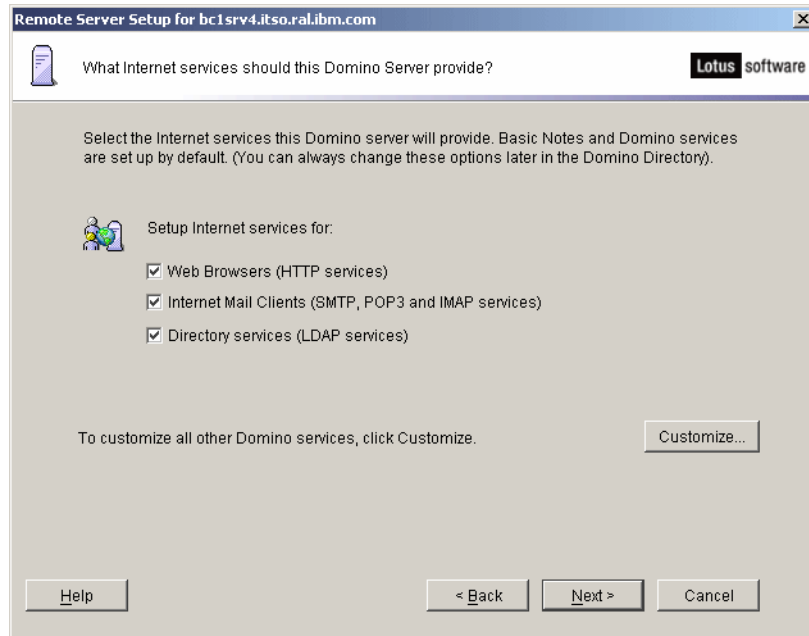 Remote Server Setup for bc1srv4.itso.ral.ibm.com
What Internet services should this Domino Server provide?
Lotus software
Select the Internet services this Domino server will provide. Basic Notes and Domino services
are set up by default. (You can always change these options later in the Domino Directory).
Setup Internet services for:
Web Browsers (HTTP services)
Internet Mail Clients (SMTP, POP3 and IMAP services)
Directory services (LDAP services)
To customize all other Domino services, click Customize.
Customize...
Help
< Back
Next >
Cancel